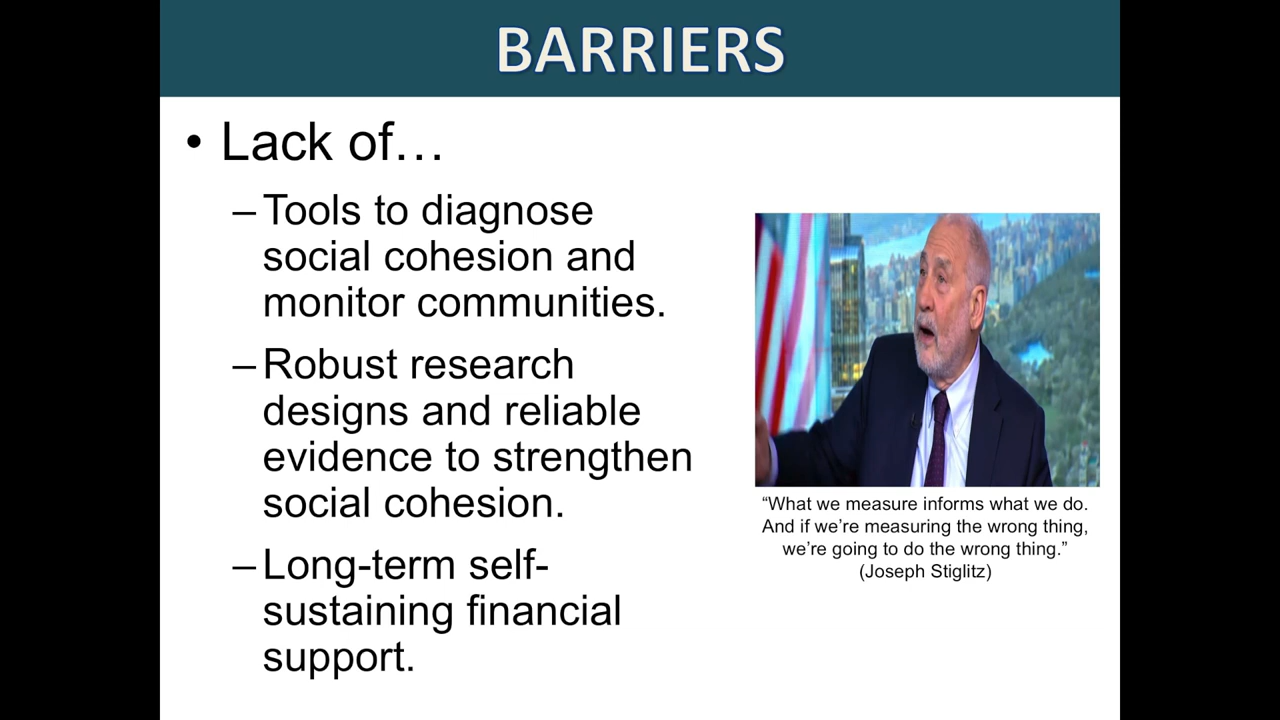 BARRIERS
• Lack of…
– Tools to diagnose
social cohesion and
monitor communities.
– Robust research
designs and reliable
evidence to strengthen
social cohesion.
– Long-term self-
sustaining financial
support.
“What we measure informs what we do.
And if we’re measuring the wrong thing,
we’re going to do the wrong thing.”
(Joseph Stiglitz)